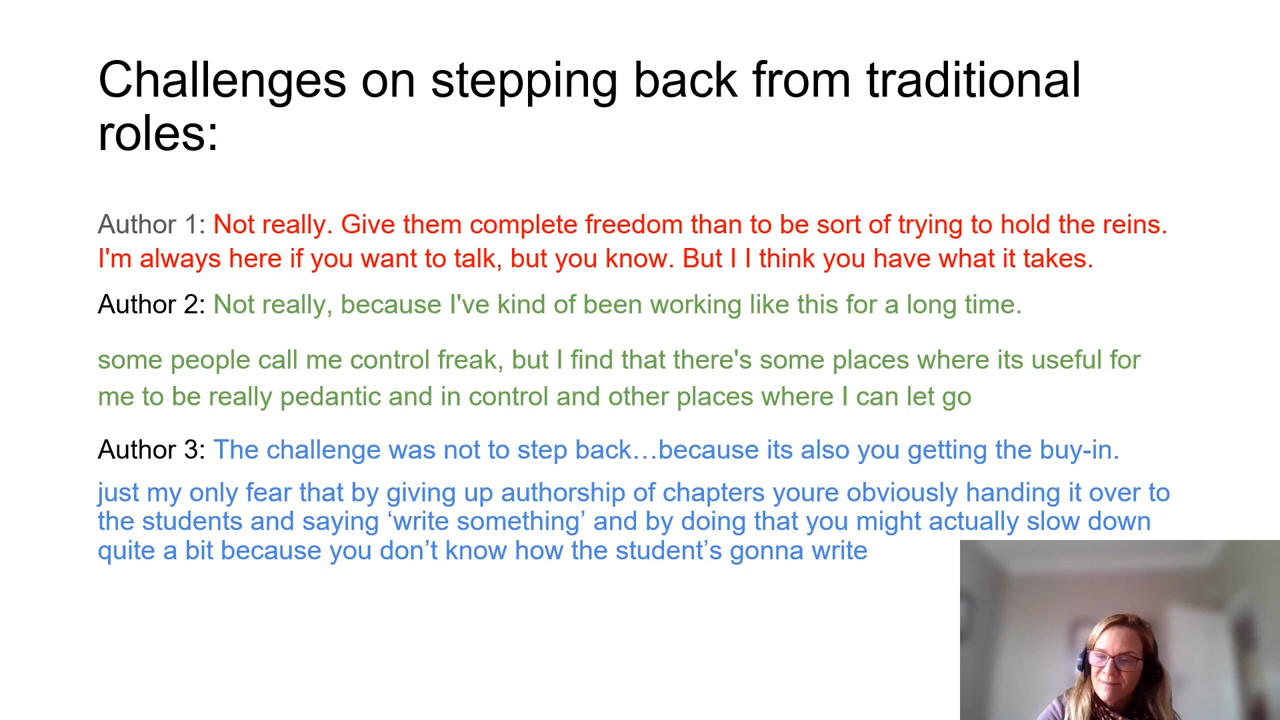 Challenges on stepping back from traditional
roles:
Author 1: Not really. Give them complete freedom than to be sort of trying to hold the reins.
I'm always here if you want to talk, but you know. But I I think you have what it takes.
Author 2: Not really, because I've kind of been working like this for a long time.
some people call me control freak, but I find that there's some places where its useful for
me to be really pedantic and in control and other places where I can let go
Author 3: The challenge was not to step back…because its also you getting the buy-in.
just my only fear that by giving up authorship of chapters youre obviously handing it over to
the students and saying ‘write something’ and by doing that you might actually slow down
quite a bit because you don’t know how the student’s gonna write